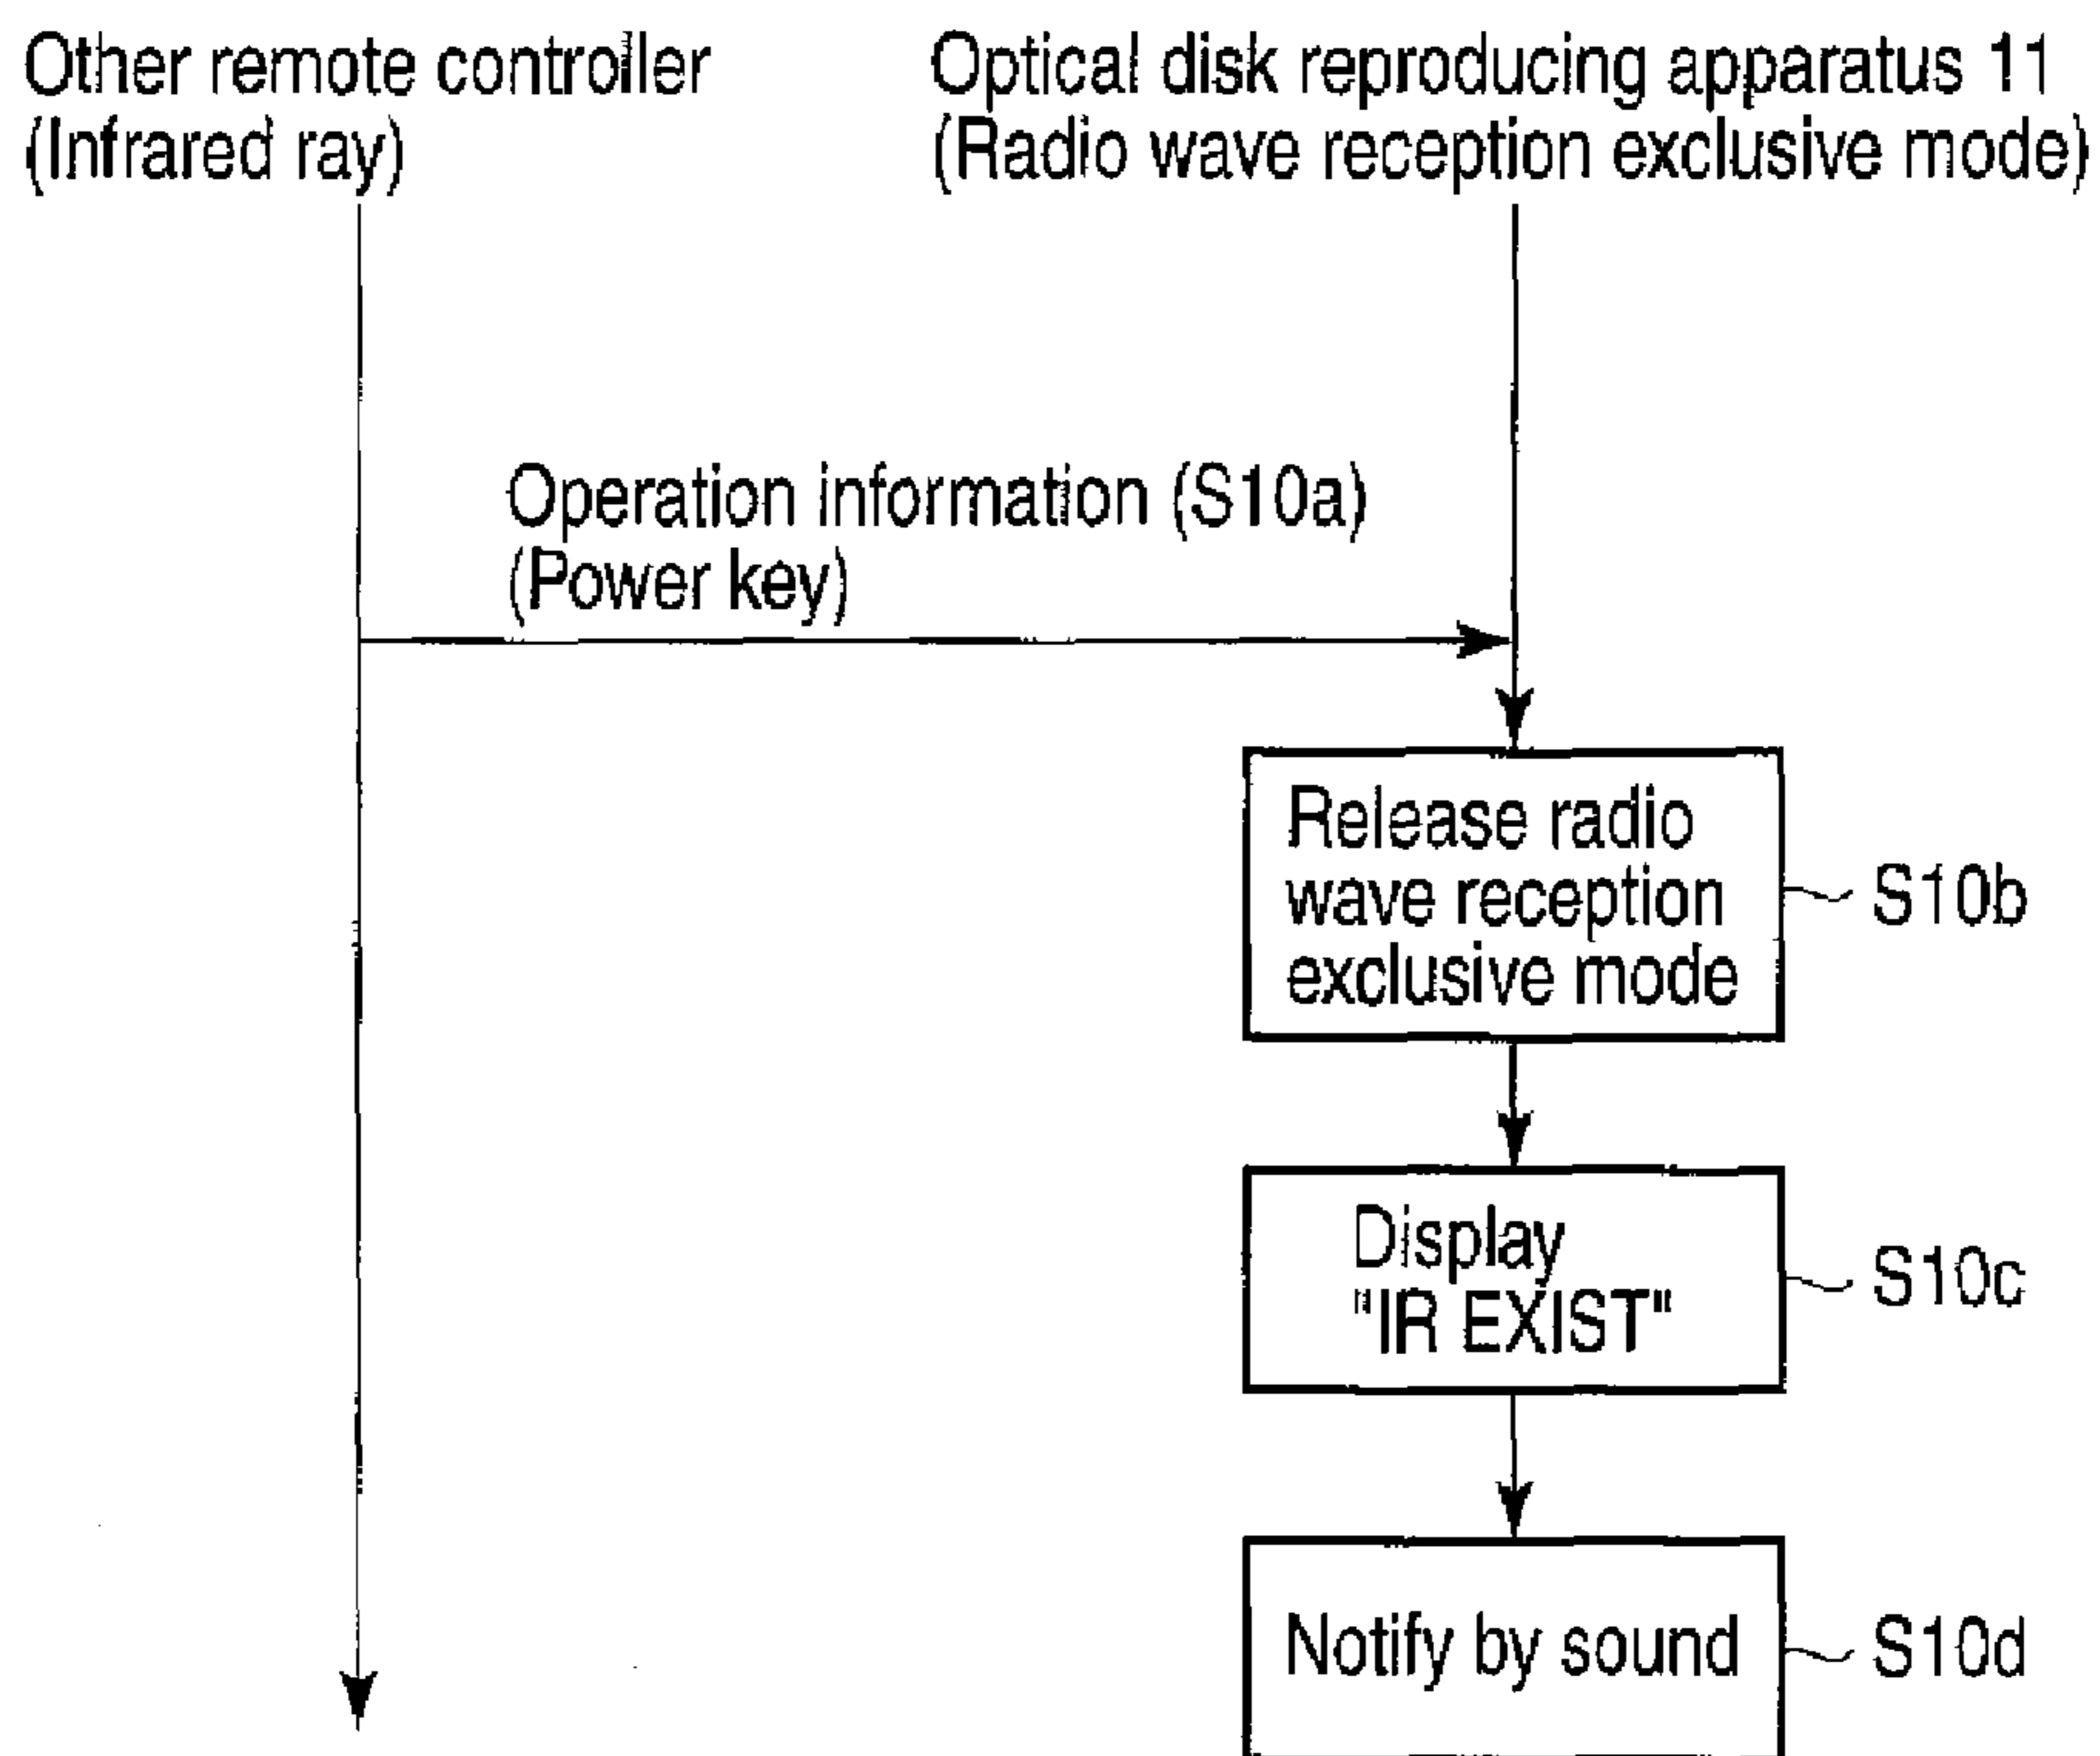 Other remote controller
(Infrared ray)
Optical disk reproducing apparatus 11
(Radio wave reception exclusive mode)
Operation information (S10a)
(Power key)
Release radio
wave reception
exclusive mode
S10b
Display
"IR EXIST"
S10c
Notify by sound
S10d